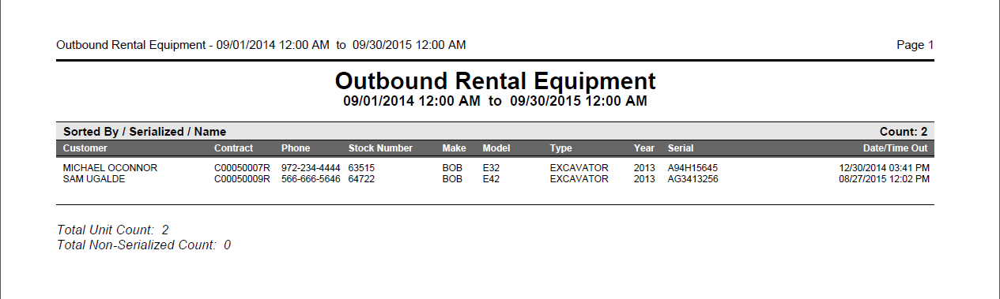 Outbound Rental Equipment - 09/01/2014 12:00 AM to 09/30/2015 12:00 AM Page 1
Outbound Rental Equipment
09/01/2014 12:00 AM to 09/30/2015 12:00 AM
Sorted By / Serialized / Name Count: 2
Customer Contract Phone Stock Number Make Model Type Year Serial Date/Time Out
MICHAEL OCONNOR C00050007R 972-234-4444 63515 BOB E32 EXCAVATOR 2013 A94H15645 12/30/2014 03:41 PM
SAM UGALDE C00050009R 566-666-5646 64722 BOB E42 EXCAVATOR 2013 AG3413256 08/27/2015 12:02 PM
Total Unit Count: 2
Total Non-Serialized Count: 0